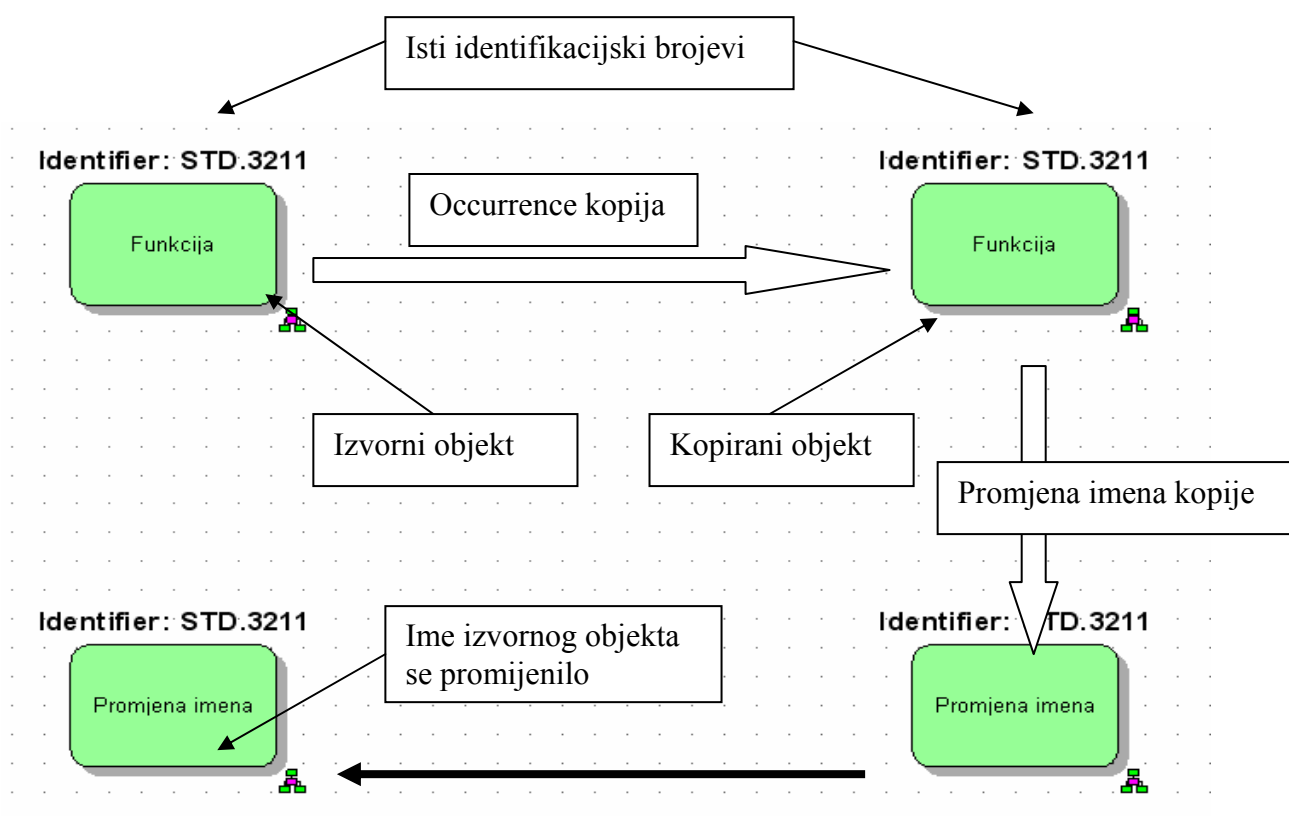 Isti identifikacijski brojevi
Identifier: STD.3211
Identifier: STD.3211
Occurrence kopija
Funkcija
Funkcija
Izvorni objekt
Kopirani objekt
Promjena imena kopije
Identifier: STD.3211
Ime izvornog objekta
se promijenilo
Identifier: TD.3211
Promjena imena
Promjena imena